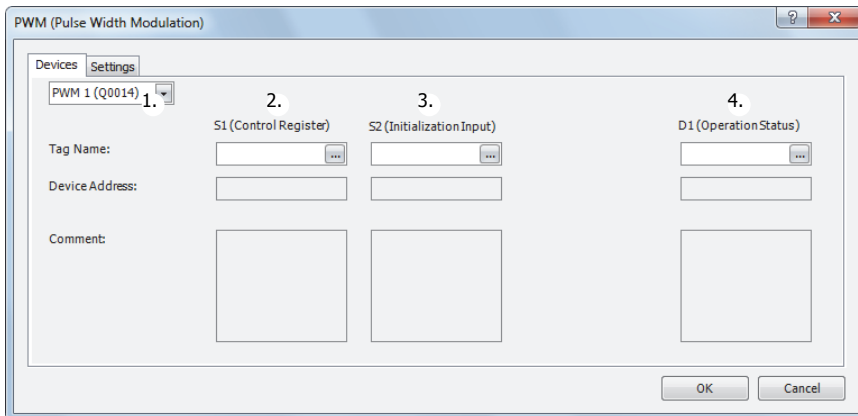 PWM (Pulse Width Modulation)
Devices Settings
PWM 1 (Q0014) 1. 2. 3. 4.
S1 (Control Register) S2 (Initialization Input) D1 (Operation Status)
Tag Name: ... ... ...
Device Address:
Comment:
OK Cancel